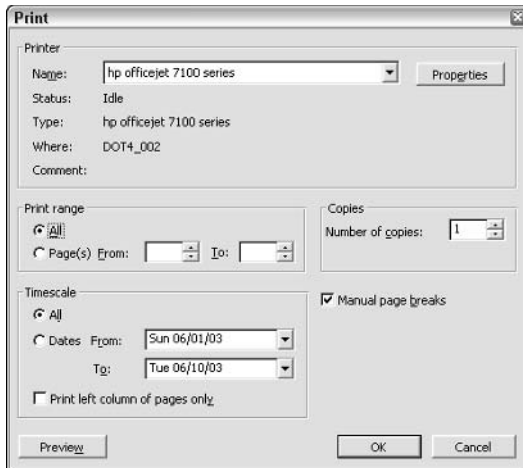 Print
Printer
Name: hp officejet 7100 series Properties
Status: Idle
Type: hp officejet 7100 series
Where: DOT4_002
Comment:
Print range
All
Page(s) From: To:
Copies
Number of copies: 1
Timescale
All
Dates From: Sun 06/01/03
To: Tue 06/10/03
Print left column of pages only
Manual page breaks
Preview OK Cancel